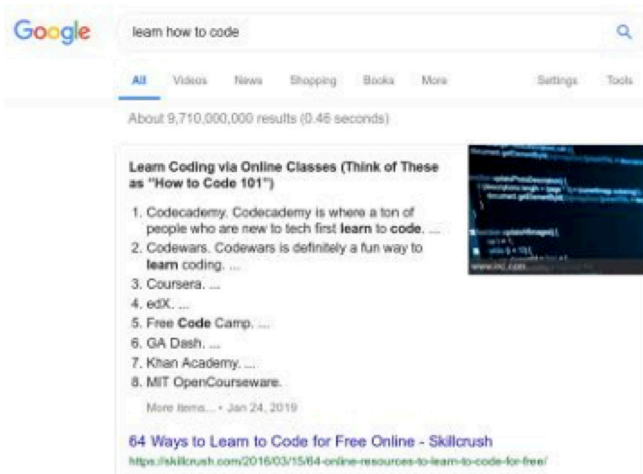 Google
learn how to code
All Videos News Shopping Books More Settings Tools
About 9,710,000,000 results (0.46 seconds)
Learn Coding via Online Classes (Think of These
as "How to Code 101")
1. Codecademy. Codecademy is where a ton of
people who are new to tech first learn to code. ...
2. Codewars. Codewars is definitely a fun way to
learn coding. ...
3. Coursera. ...
4. edX. ...
5. Free Code Camp. ...
6. GA Dash. ...
7. Khan Academy. ...
8. MIT OpenCourseware.
More items... • Jan 24, 2019
www.inc.com
64 Ways to Learn to Code for Free Online - Skillcrush
https://skillcrush.com/2016/03/15/64-online-resources-to-learn-to-code-for-free/